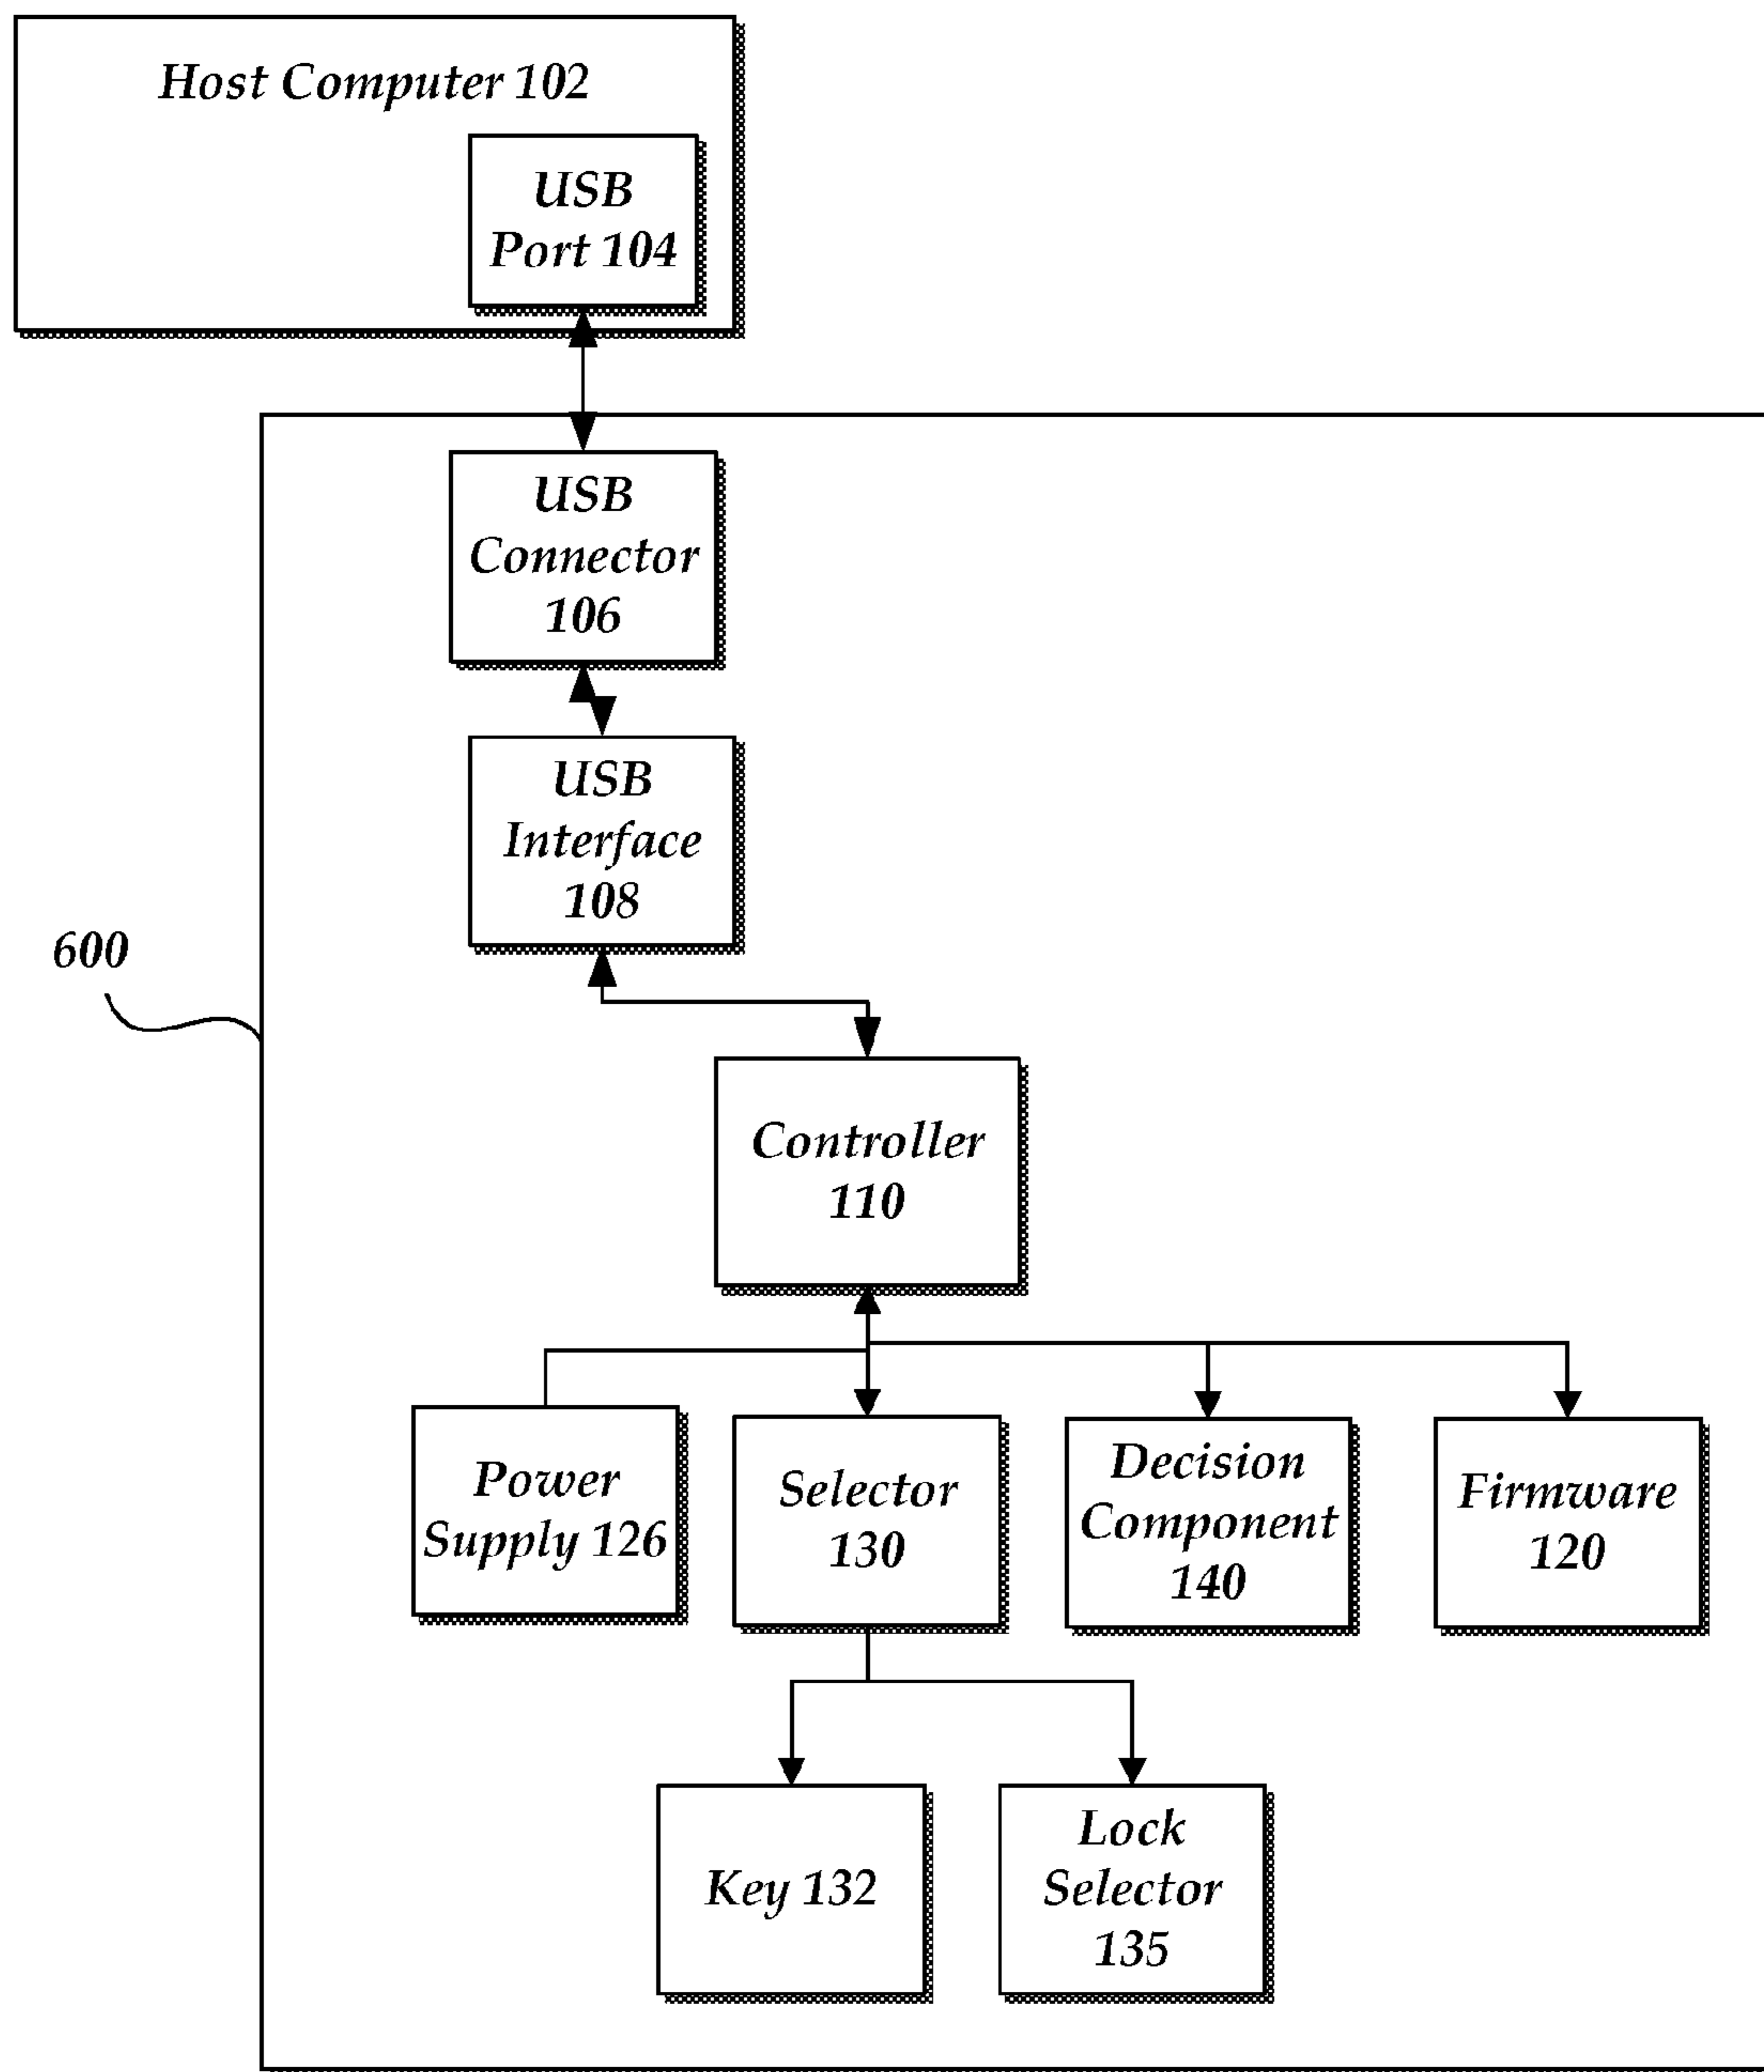 Host Computer 102
USB
Port 104
USB
Connector
106
USB
Interface
108
600
Controller
110
Power
Supply 126
Selector
130
Decision
Component
140
Firmware
120
Key 132
Lock
Selector
135